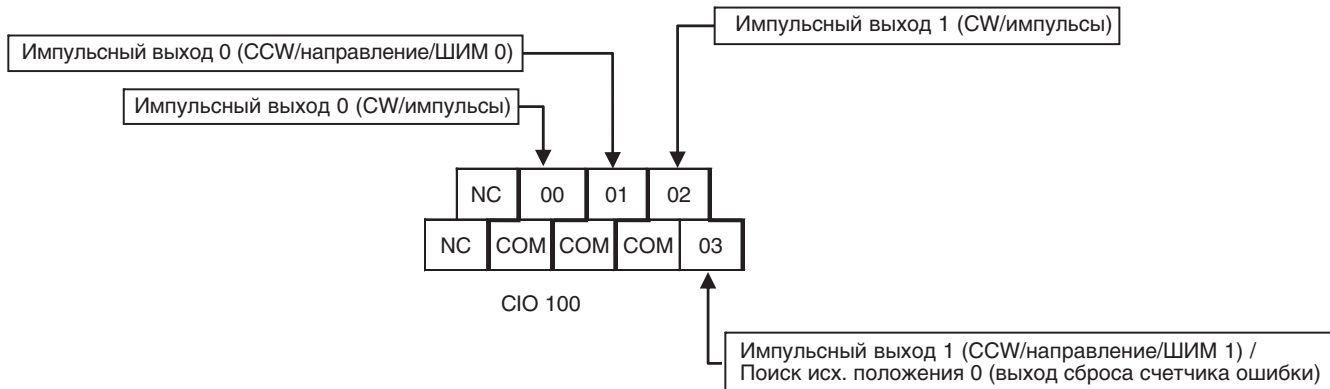 Импульсный выход 1 (CW/импульсы)
Импульсный выход 0 (CCW/направление/ШИМ 0)
Импульсный выход 0 (CW/импульсы)
NC 00 01 02
NC COM COM COM 03
CIO 100
Импульсный выход 1 (CCW/направление/ШИМ 1) /
Поиск исх. положения 0 (выход сброса счетчика ошибки)